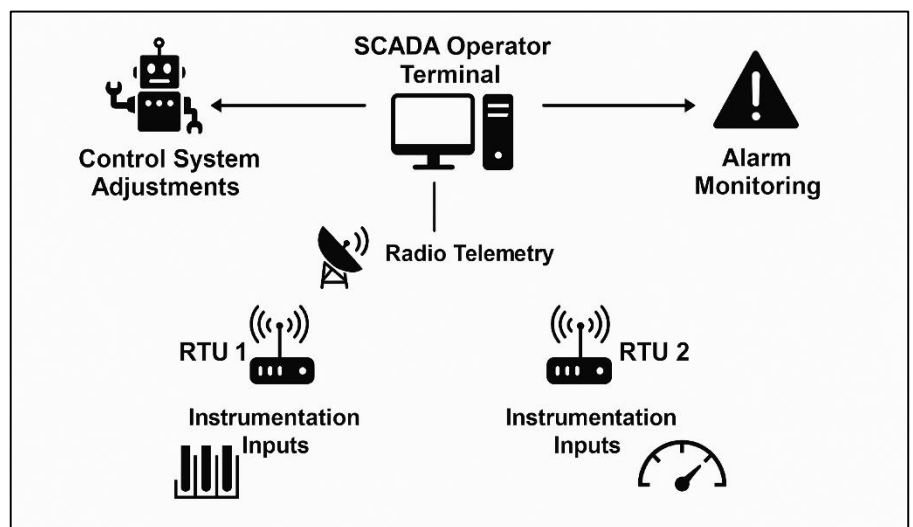 SCADA Operator
Terminal
Control System
Adjustments
Alarm
Monitoring
Radio Telemetry
RTU 1
RTU 2
Instrumentation
Inputs
Instrumentation
Inputs